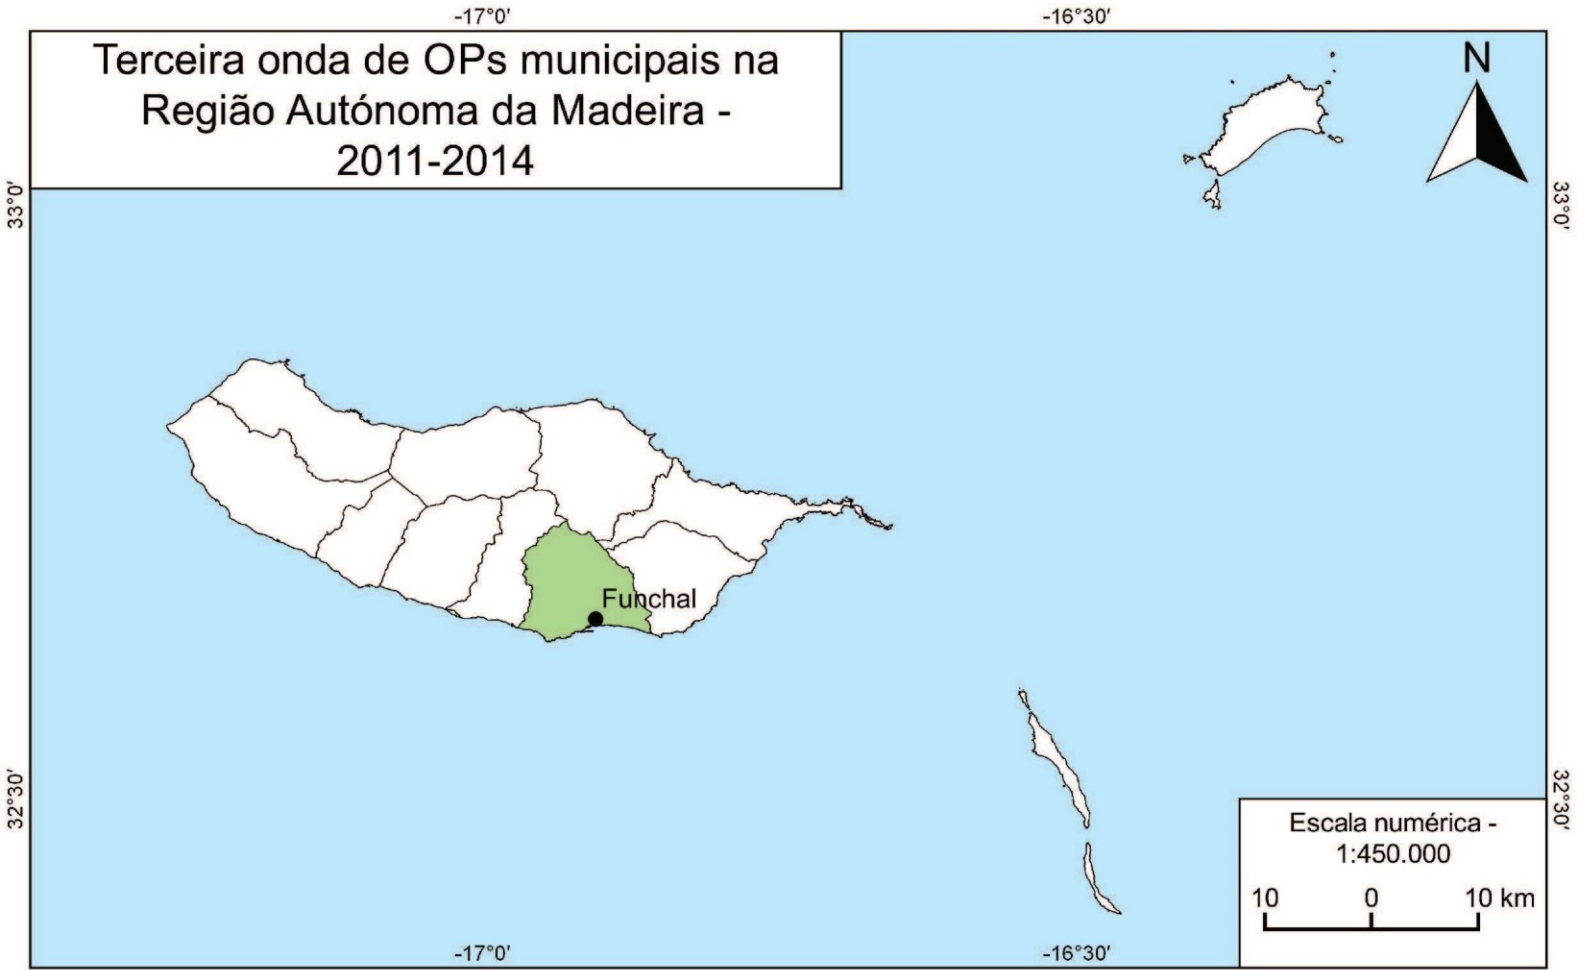 -17°0′
-16°30′
Terceira onda de OPs municipais na
Região Autónoma da Madeira -
2011-2014
N
33°0′
33°0′
Funchal
32°30′
32°30′
Escala numérica -
1:450.000
10 0 10 km
-17°0′
-16°30′